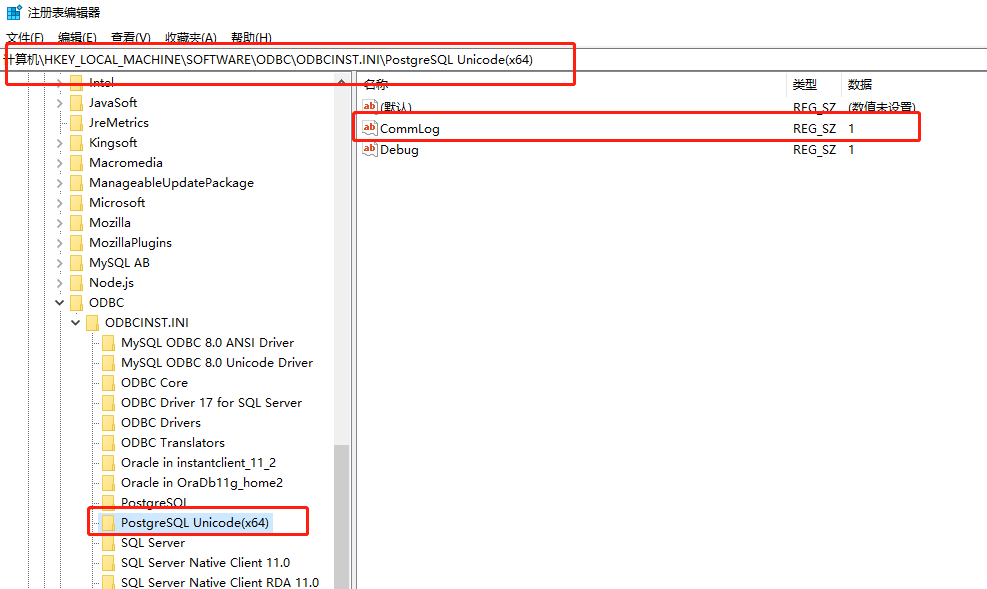 注册表编辑器
文件(F) 编辑(E) 查看(V) 收藏夹(A) 帮助(H)
计算机\HKEY_LOCAL_MACHINE\SOFTWARE\ODBC\ODBCINST.INI\PostgreSQL Unicode(x64)
名称 类型 数据
(默认) REG_SZ (数值未设置)
CommLog REG_SZ 1
Debug REG_SZ 1
Intel
JavaSoft
JreMetrics
Kingsoft
Macromedia
ManageableUpdatePackage
Microsoft
Mozilla
MozillaPlugins
MySQL AB
Node.js
ODBC
ODBCINST.INI
MySQL ODBC 8.0 ANSI Driver
MySQL ODBC 8.0 Unicode Driver
ODBC Core
ODBC Driver 17 for SQL Server
ODBC Drivers
ODBC Translators
Oracle in instantclient_11_2
Oracle in OraDb11g_home2
PostgreSQL
PostgreSQL Unicode(x64)
SQL Server
SQL Server Native Client 11.0
SQL Server Native Client RDA 11.0